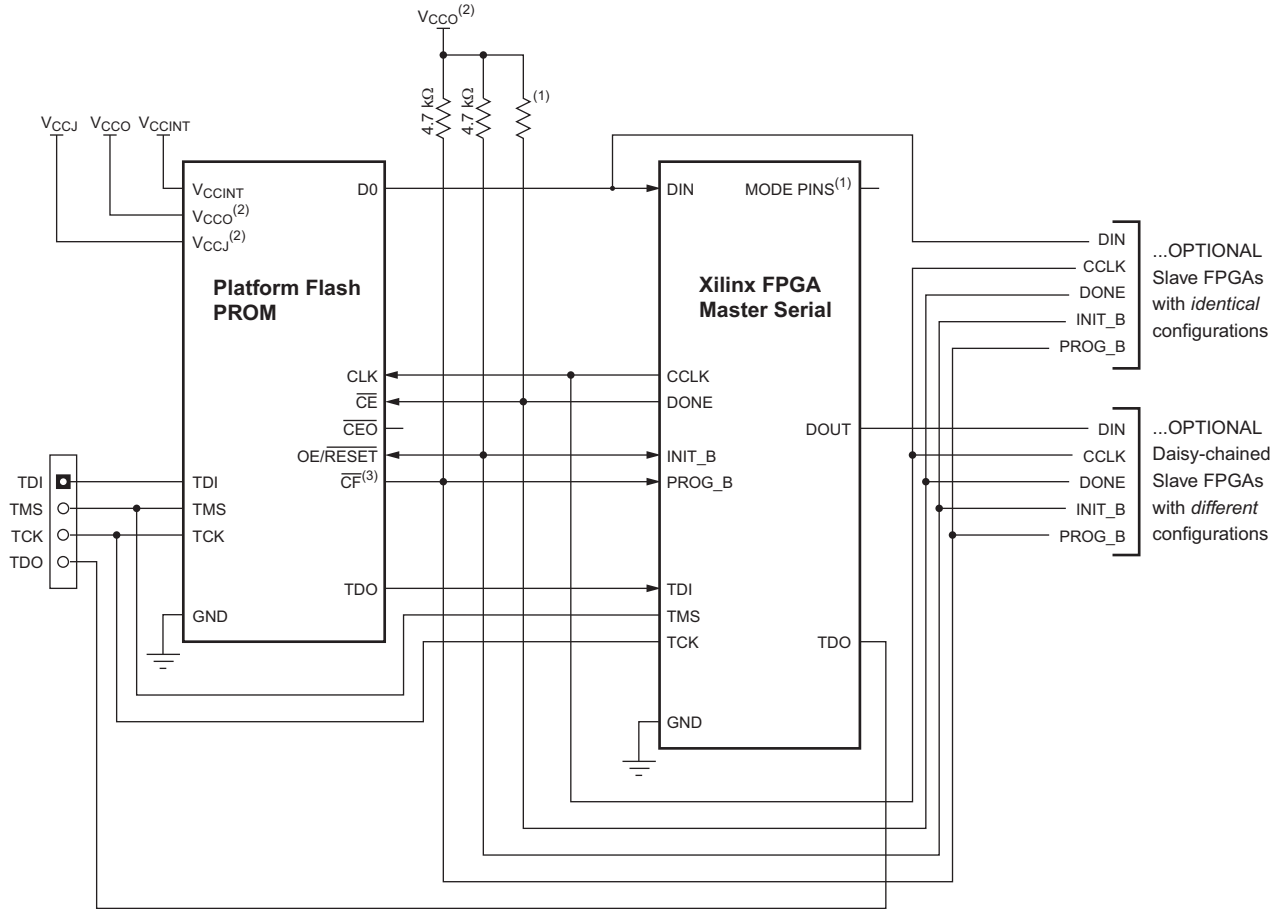 VCCO(2)
4.7 kΩ
4.7 kΩ
(1)
VCCJ VCCO VCCINT
VCCINT
VCCO(2)
VCCJ(2)
D0
Platform Flash
PROM
CLK
CE
CEO
OE/RESET
CF(3)
TDI
TMS
TCK
TDO
GND
DIN
MODE PINS(1)
Xilinx FPGA
Master Serial
CCLK
DONE
DOUT
INIT_B
PROG_B
TDI
TMS
TCK
TDO
GND
TDI
TMS
TCK
TDO
DIN
CCLK
DONE
INIT_B
PROG_B
...OPTIONAL
Slave FPGAs
with identical
configurations
DIN
CCLK
DONE
INIT_B
PROG_B
...OPTIONAL
Daisy-chained
Slave FPGAs
with different
configurations